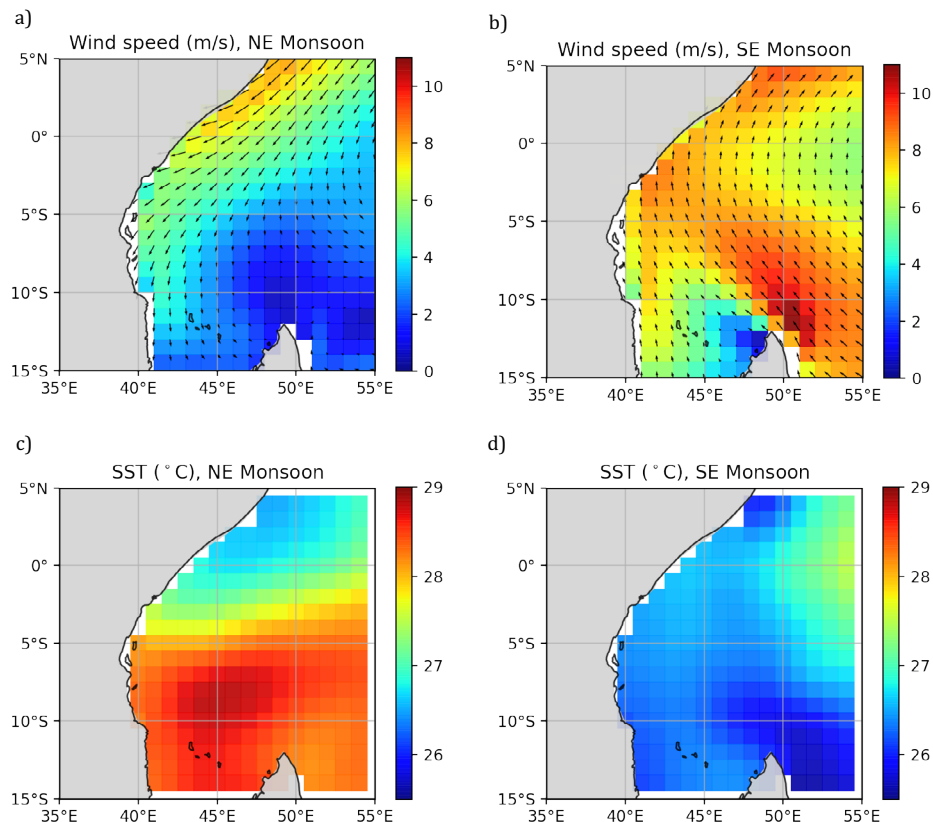 a)
Wind speed (m/s), NE Monsoon
5°N
0°
5°S
10°S
15°S
35°E 40°E 45°E 50°E 55°E
10
8
6
4
2
0
b)
Wind speed (m/s), SE Monsoon
5°N
0°
5°S
10°S
15°S
35°E 40°E 45°E 50°E 55°E
10
8
6
4
2
0
c)
SST (°C), NE Monsoon
5°N
0°
5°S
10°S
15°S
35°E 40°E 45°E 50°E 55°E
29
28
27
26
d)
SST (°C), SE Monsoon
5°N
0°
5°S
10°S
15°S
35°E 40°E 45°E 50°E 55°E
29
28
27
26